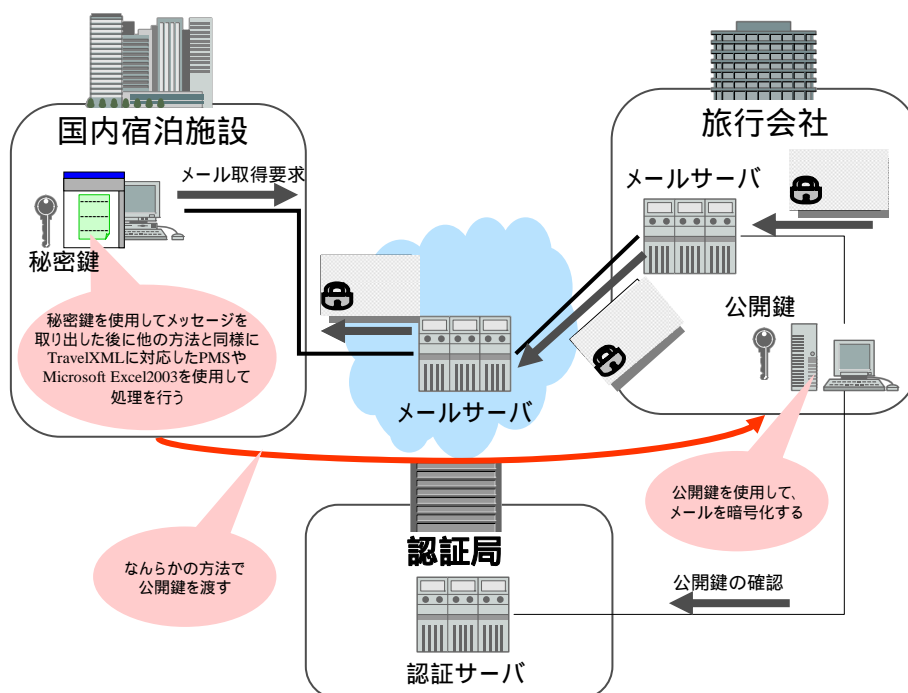 国内宿泊施設
メール取得要求
秘密鍵
秘密鍵を使用してメッセージを
取り出した後に他の方法と同様に
TravelXMLに対応したPMSや
Microsoft Excel2003を使用して
処理を行う
旅行会社
メールサーバ
公開鍵
メールサーバ
公開鍵を使用して、
メールを暗号化する
なんらかの方法で
公開鍵を渡す
認証局
公開鍵の確認
認証サーバ